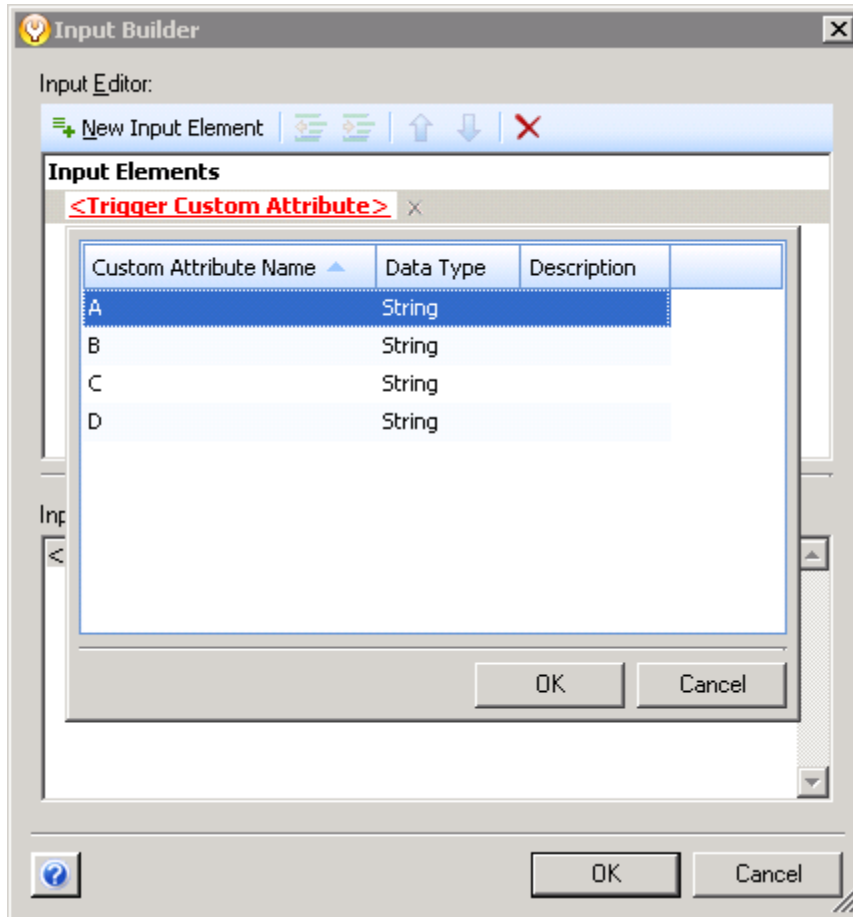 Input Builder
Input Editor:
New Input Element
Input Elements
<Trigger Custom Attribute>
Custom Attribute Name Data Type Description
A String
B String
C String
D String
Inp
<
OK Cancel
OK Cancel